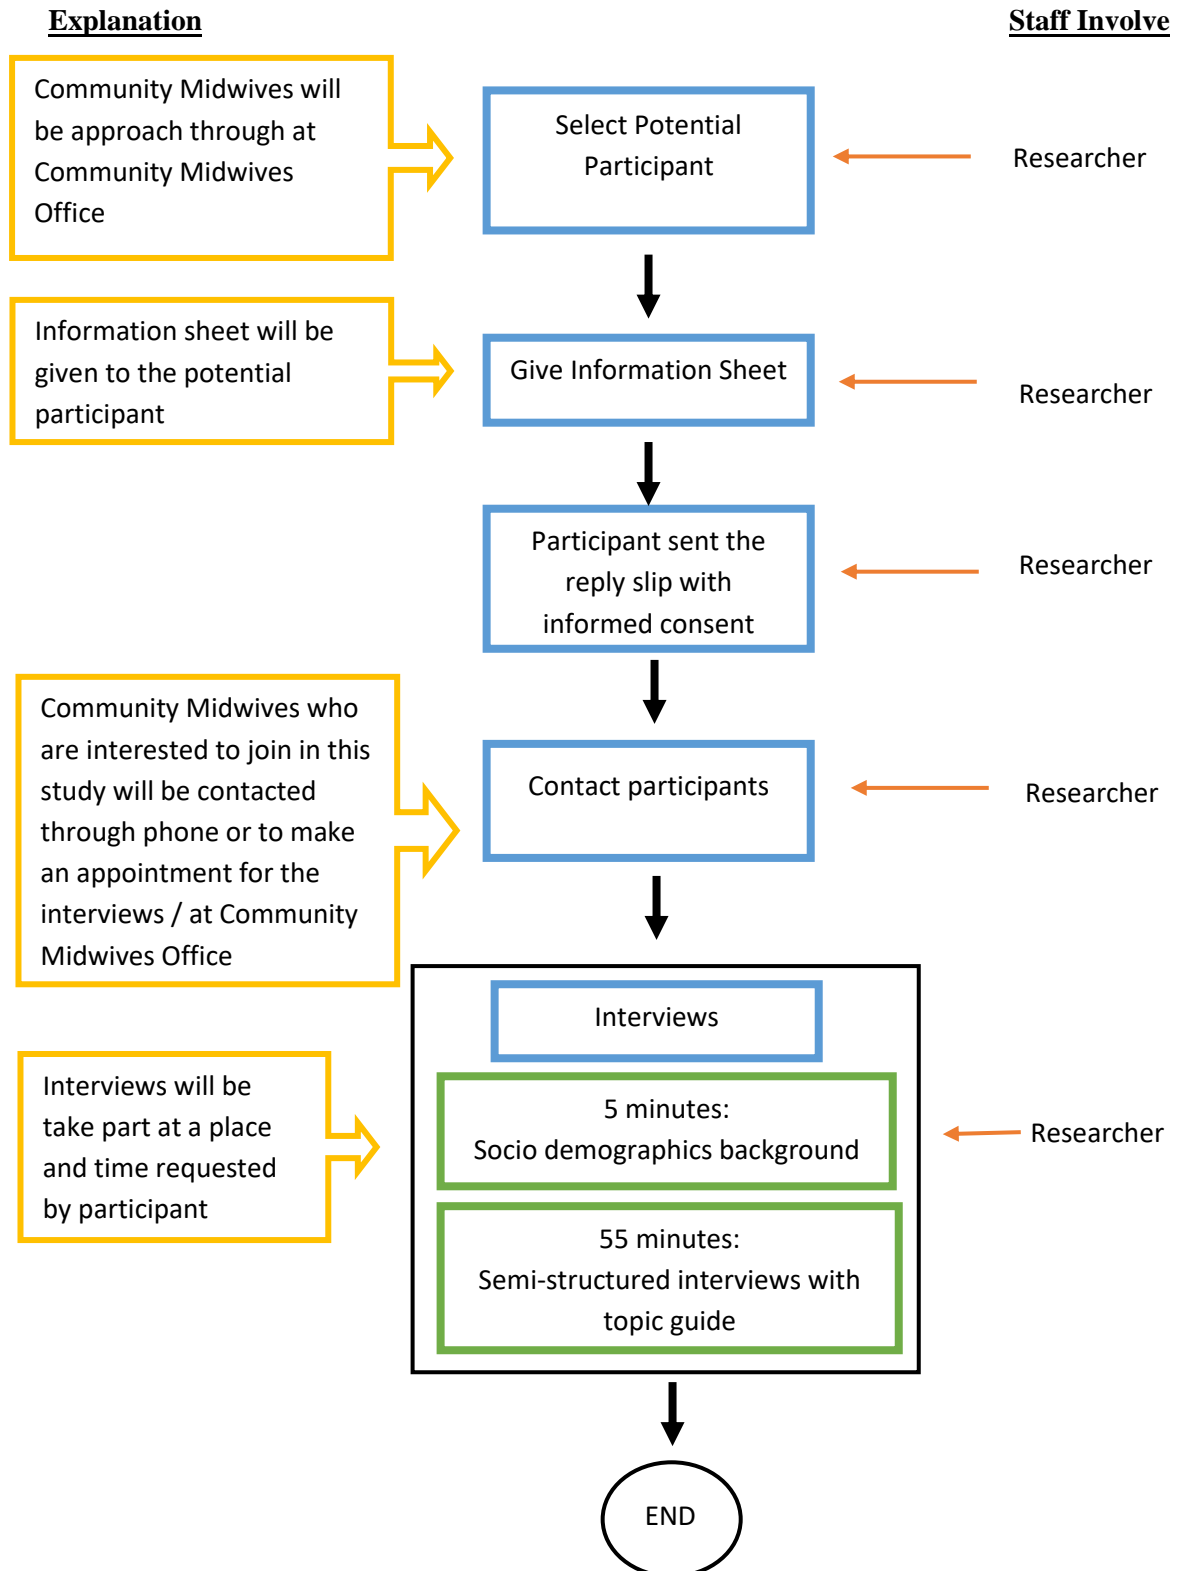 Explanation
Staff Involve
Community Midwives will
be approach through at
Community Midwives
Office
Select Potential
Participant
Researcher
Information sheet will be
given to the potential
participant
Give Information Sheet
Researcher
Participant sent the
reply slip with
informed consent
Researcher
Community Midwives who
are interested to join in this
study will be contacted
through phone or to make
an appointment for the
interviews / at Community
Midwives Office
Contact participants
Researcher
Interviews
Interviews will be
take part at a place
and time requested
by participant
5 minutes:
Socio demographics background
Researcher
55 minutes:
Semi-structured interviews with
topic guide
END